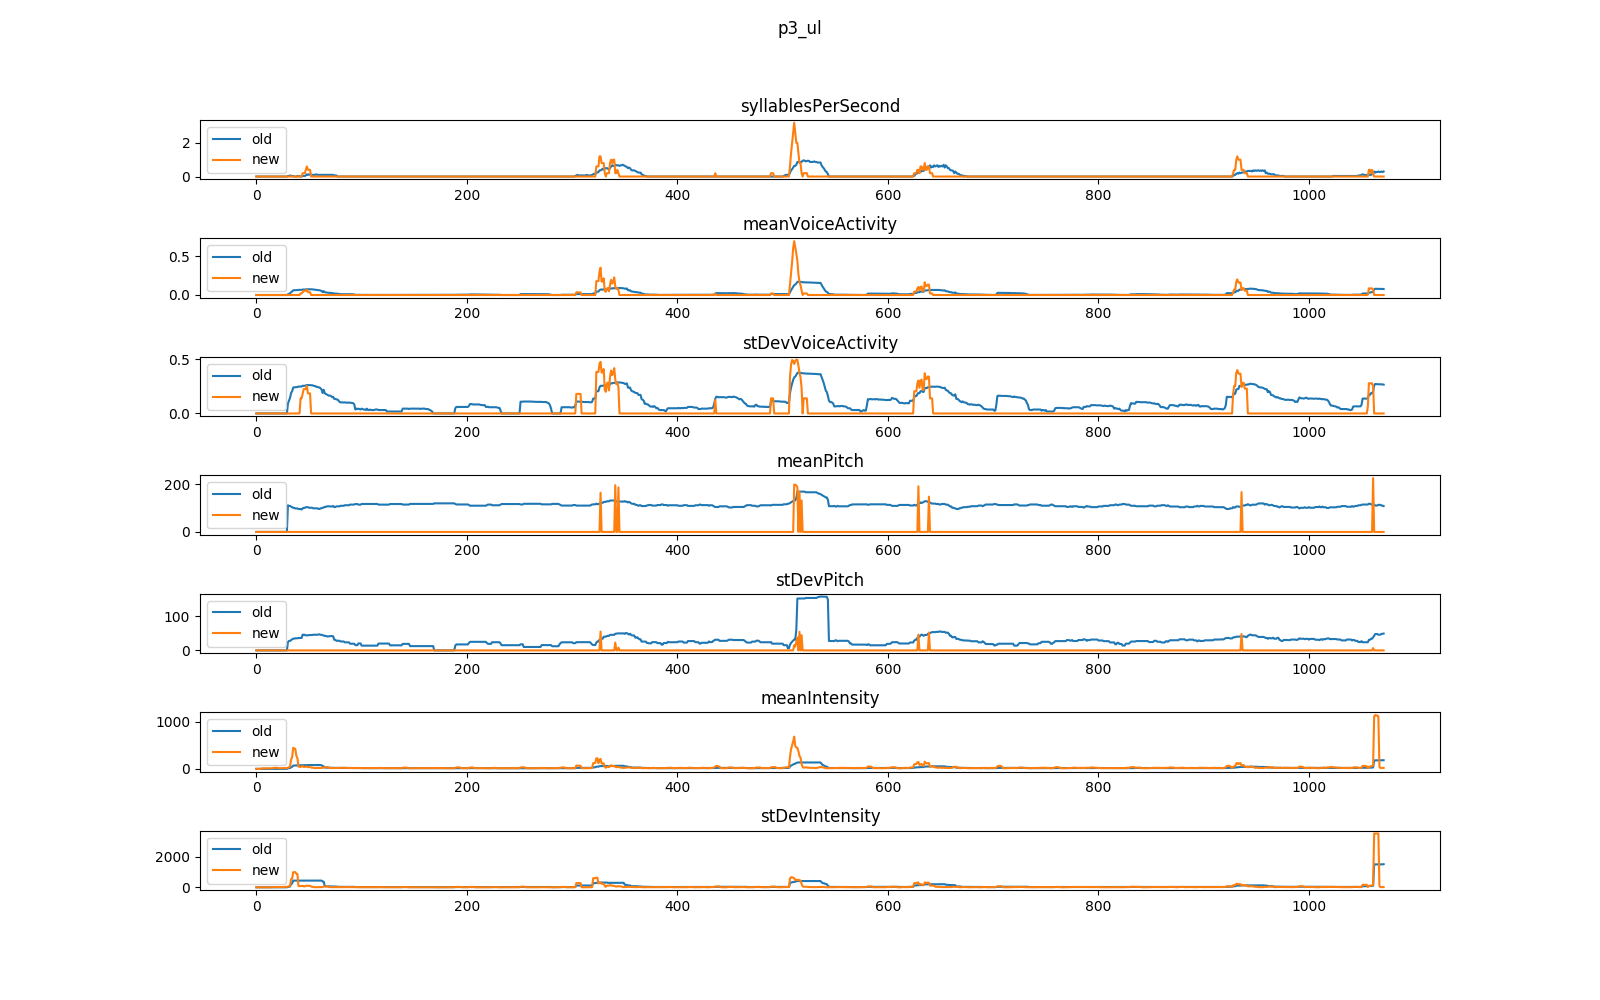 p3_ul
syllablesPerSecond
2
0
old
new
0 200 400 600 800 1000
meanVoiceActivity
0.5
0.0
old
new
0 200 400 600 800 1000
stDevVoiceActivity
0.5
0.0
old
new
0 200 400 600 800 1000
meanPitch
200
0
old
new
0 200 400 600 800 1000
stDevPitch
100
0
old
new
0 200 400 600 800 1000
meanIntensity
1000
0
old
new
0 200 400 600 800 1000
stDevIntensity
2000
0
old
new
0 200 400 600 800 1000